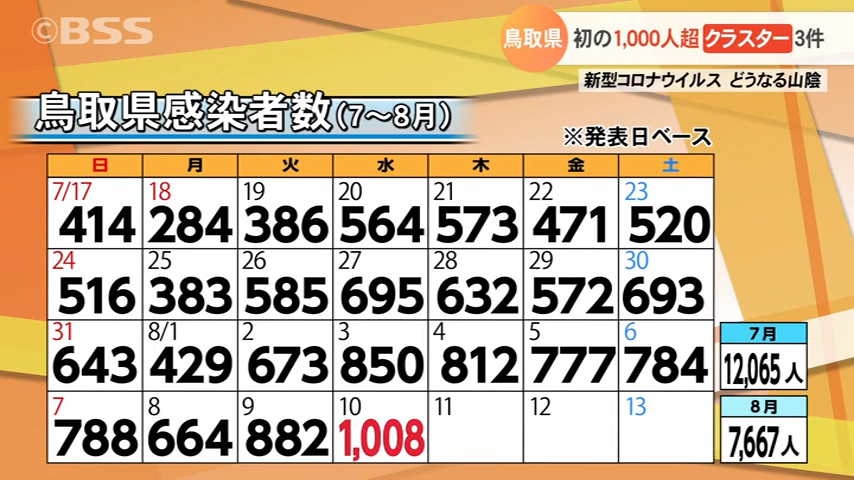 ©BSS
鳥取県 初の1,000人超 クラスター 3件
新型コロナウイルス どうなる山陰
鳥取県感染者数(7〜8月)
※発表日ベース
日 月 火 水 木 金 土
7/17 18 19 20 21 22 23
414 284 386 564 573 471 520
24 25 26 27 28 29 30
516 383 585 695 632 572 693
31 8/1 2 3 4 5 6
643 429 673 850 812 777 784
7月
12,065人
7 8 9 10 11 12 13
788 664 882 1,008
8月
7,667人